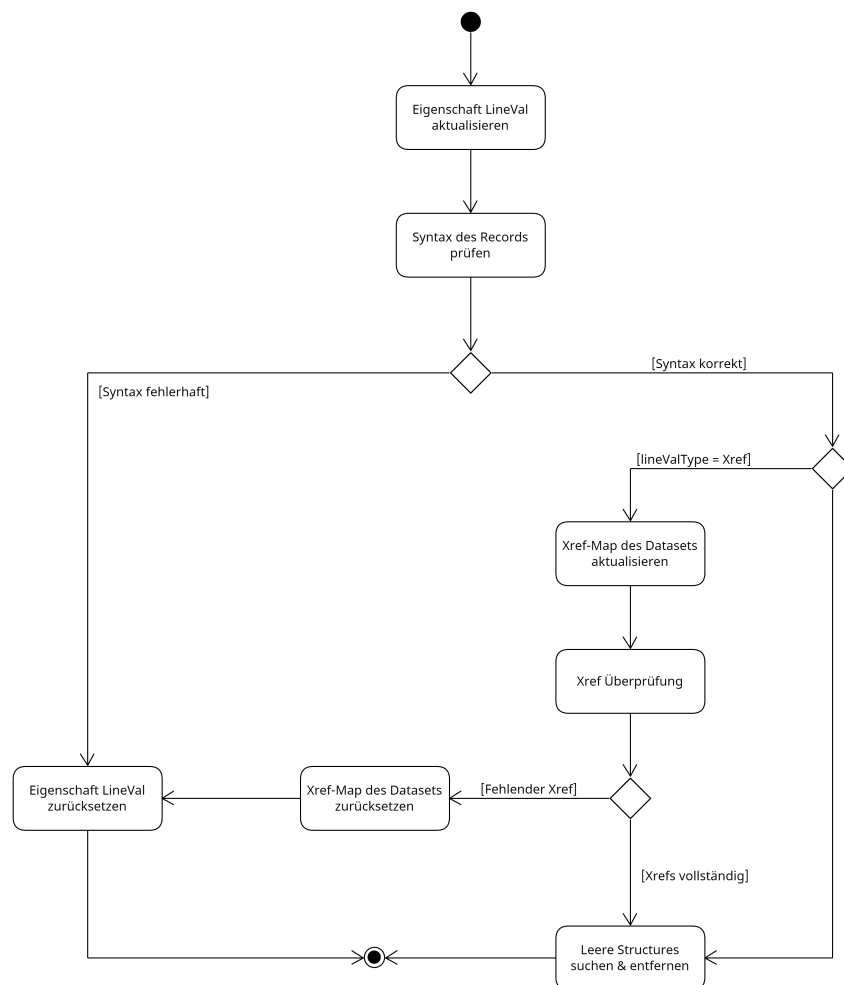 Eigenschaft LineVal
aktualisieren
Syntax des Records
prüfen
[Syntax korrekt]
[Syntax fehlerhaft]
[lineValType = Xref]
Xref-Map des Datasets
aktualisieren
Xref Überprüfung
Eigenschaft LineVal
zurücksetzen
Xref-Map des Datasets
zurücksetzen
[Fehlender Xref]
[Xrefs vollständig]
Leere Structures
suchen & entfernen